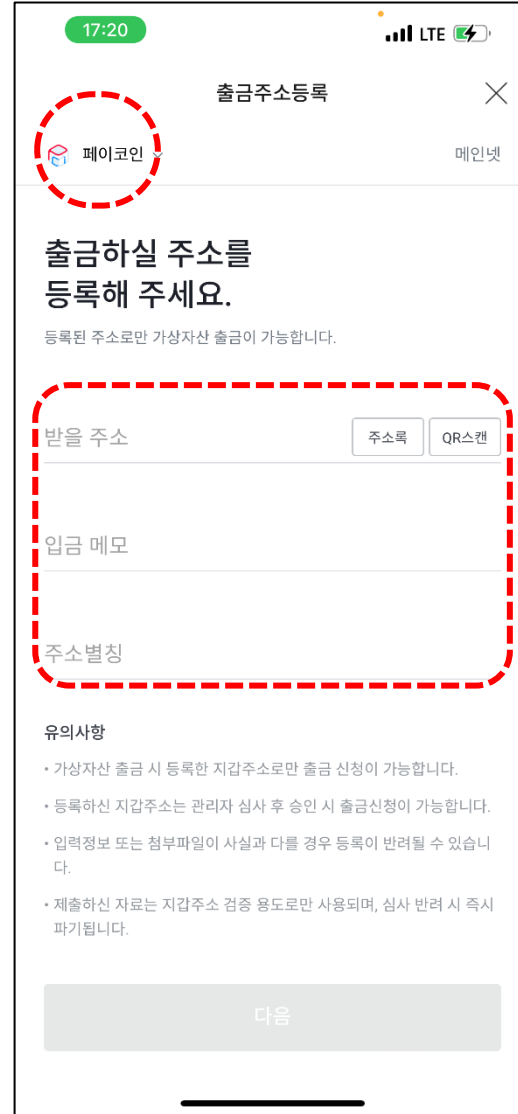 17:20
LTE
출금주소등록
페이코인
메인넷
출금하실 주소를
등록해 주세요.
등록된 주소로만 가상자산 출금이 가능합니다.
받을 주소
주소록
QR스캔
입금 메모
주소별칭
유의사항
• 가상자산 출금 시 등록한 지갑주소로만 출금 신청이 가능합니다.
• 등록하신 지갑주소는 관리자 심사 후 승인 시 출금신청이 가능합니다.
• 입력정보 또는 첨부파일이 사실과 다를 경우 등록이 반려될 수 있습니
다.
• 제출하신 자료는 지갑주소 검증 용도로만 사용되며, 심사 반려 시 즉시
파기됩니다.
다음